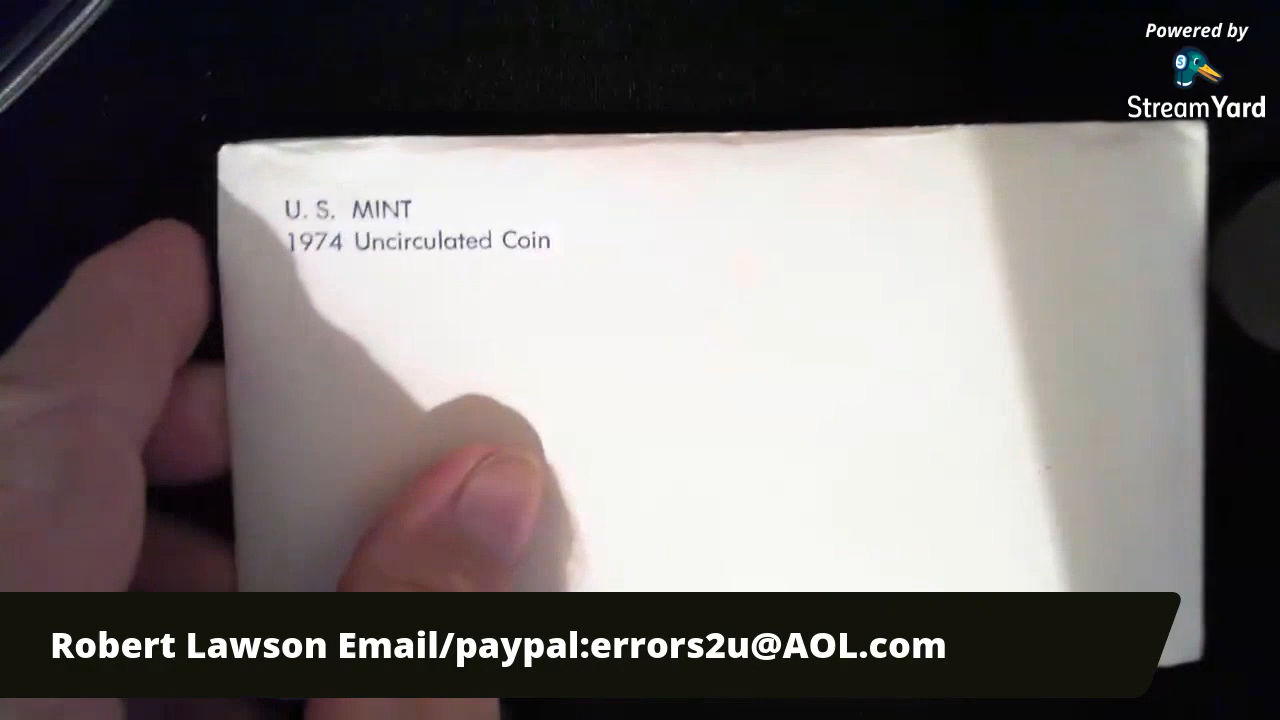 Powered by
StreamYard
U. S. MINT
1974 Uncirculated Coin
Robert Lawson Email/paypal:errors2u@AOL.com